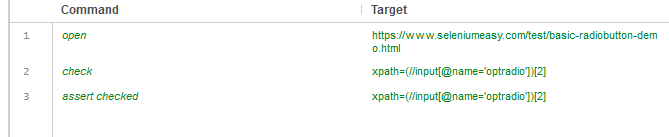 Command Target
1 open https://www.seleniumeasy.com/test/basic-radiobutton-dem
o.html
2 check xpath=(//input[@name='optradio'])[2]
3 assert checked xpath=(//input[@name='optradio'])[2]